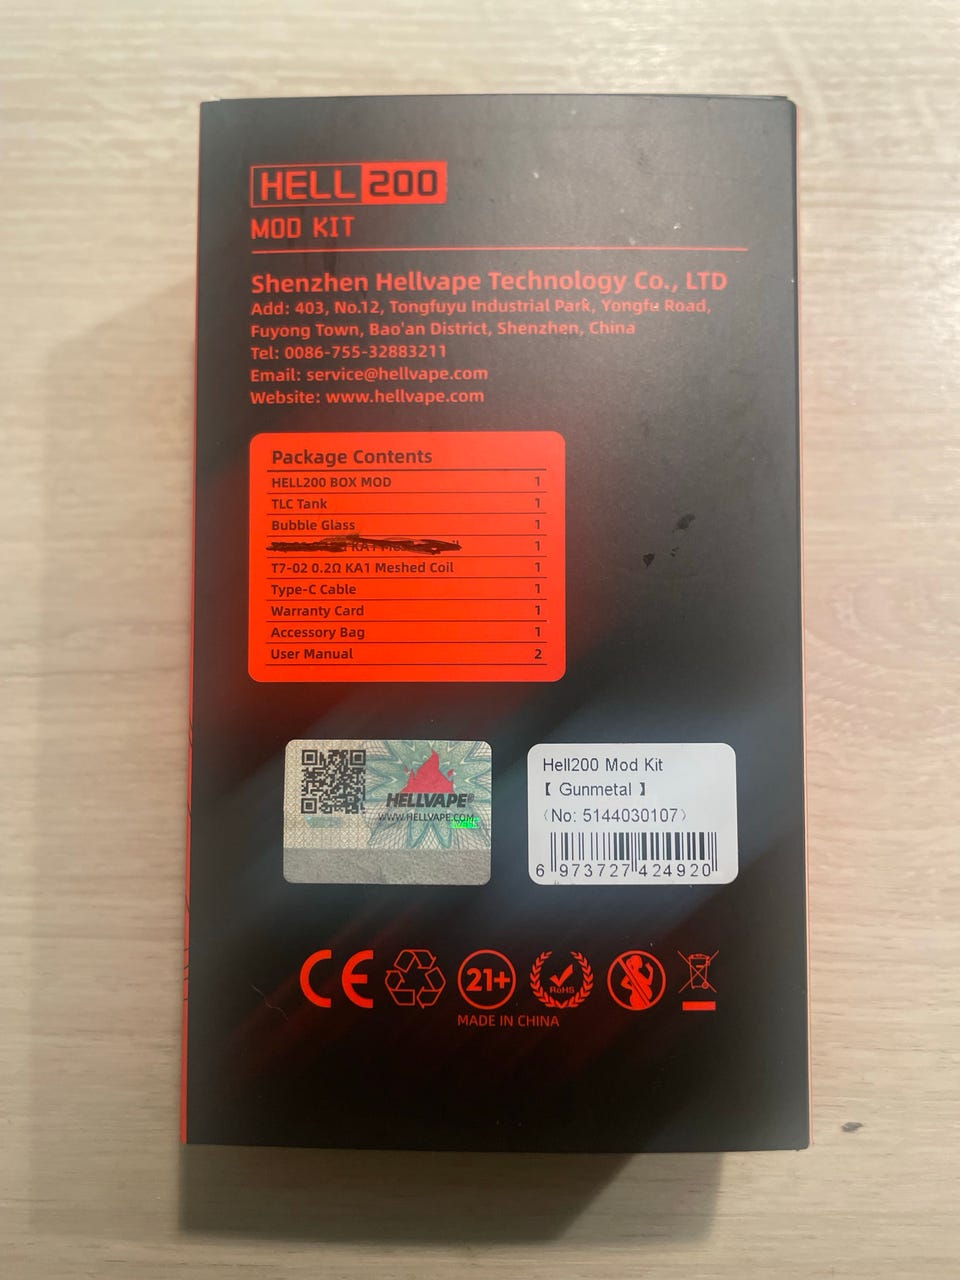 HELL 200
MOD KIT
Shenzhen Hellvape Technology Co., LTD
Add: 403, No.12, Tongfuyu Industrial Park, Yongfu Road,
Fuyong Town, Bao'an District, Shenzhen, China
Tel: 0086-755-32883211
Email: service@hellvape.com
Website: www.hellvape.com
Package Contents
HELL200 BOX MOD 1
TLC Tank 1
Bubble Glass 1
KA1 1
T7-02 0.2Ω KA1 Meshed Coil 1
Type-C Cable 1
Warranty Card 1
Accessory Bag 1
User Manual 2
HELLVAPE®
WWW.HELLVAPE.COM
Hell200 Mod Kit
【 Gunmetal 】
（No: 5144030107）
6 973727 424920
CE
21+
RoHS
MADE IN CHINA